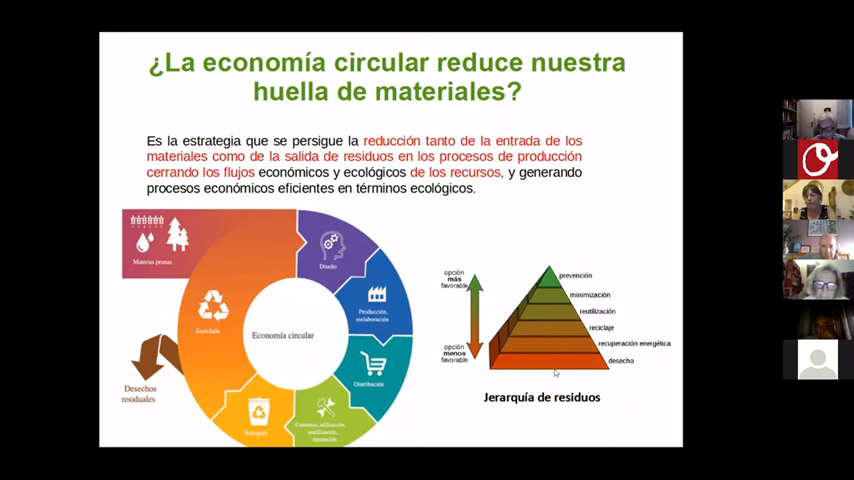 ¿La economía circular reduce nuestra
huella de materiales?
Es la estrategia que se persigue la reducción tanto de la entrada de los
materiales como de la salida de residuos en los procesos de producción
cerrando los flujos económicos y ecológicos de los recursos, y generando
procesos económicos eficientes en términos ecológicos.
Materias primas
Diseño
Producción,
reelaboración
Distribución
Consumo, utilización,
reutilización,
reparación
Recogida
Reciclado
Economía circular
Desechos
residuales
opción
más
favorable
opción
menos
favorable
prevención
minimización
reutilización
reciclaje
recuperación energética
desecho
Jerarquía de residuos